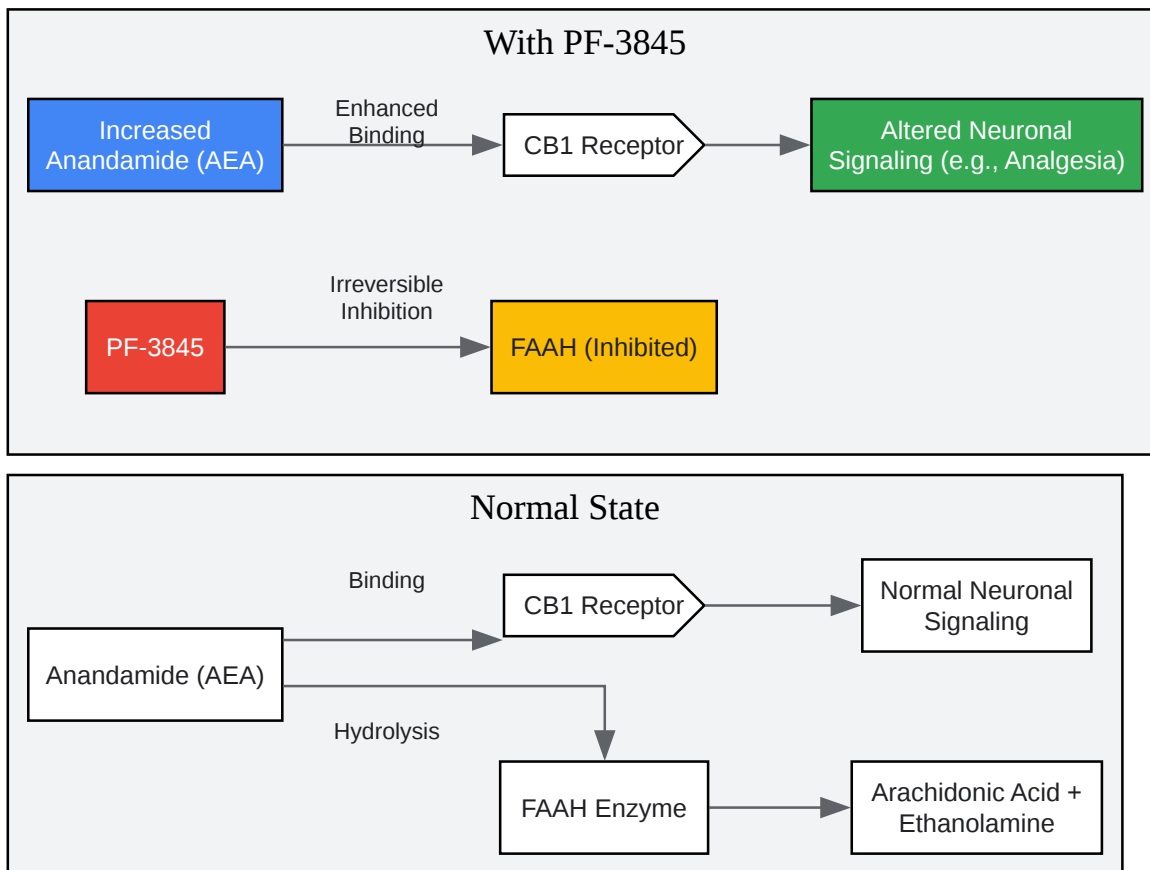 With PF-3845
Increased
Anandamide (AEA)
Enhanced
Binding
CB1 Receptor
Altered Neuronal
Signaling (e.g., Analgesia)
PF-3845
Irreversible
Inhibition
FAAH (Inhibited)
Normal State
Anandamide (AEA)
Binding
CB1 Receptor
Normal Neuronal
Signaling
Hydrolysis
FAAH Enzyme
Arachidonic Acid +
Ethanolamine